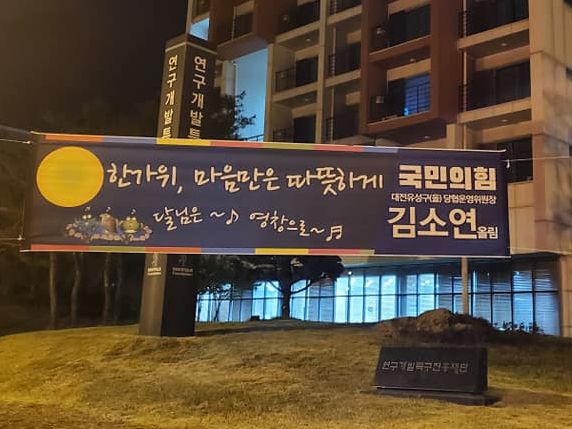 연구개발특
연구개발특
한가위, 마음만은 따뜻하게
달님은 ~♪ 영창으로~♬
국민의힘
대전유성구(을) 당협운영위원장
김소연 올림
연구개발특구진흥재단